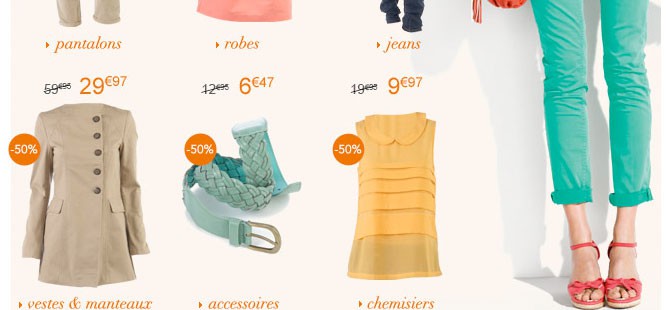 pantalons
robes
jeans
59€95 29€97
12€95 6€47
19€95 9€97
-50%
-50%
-50%
vestes & manteaux
accessoires
chemisiers